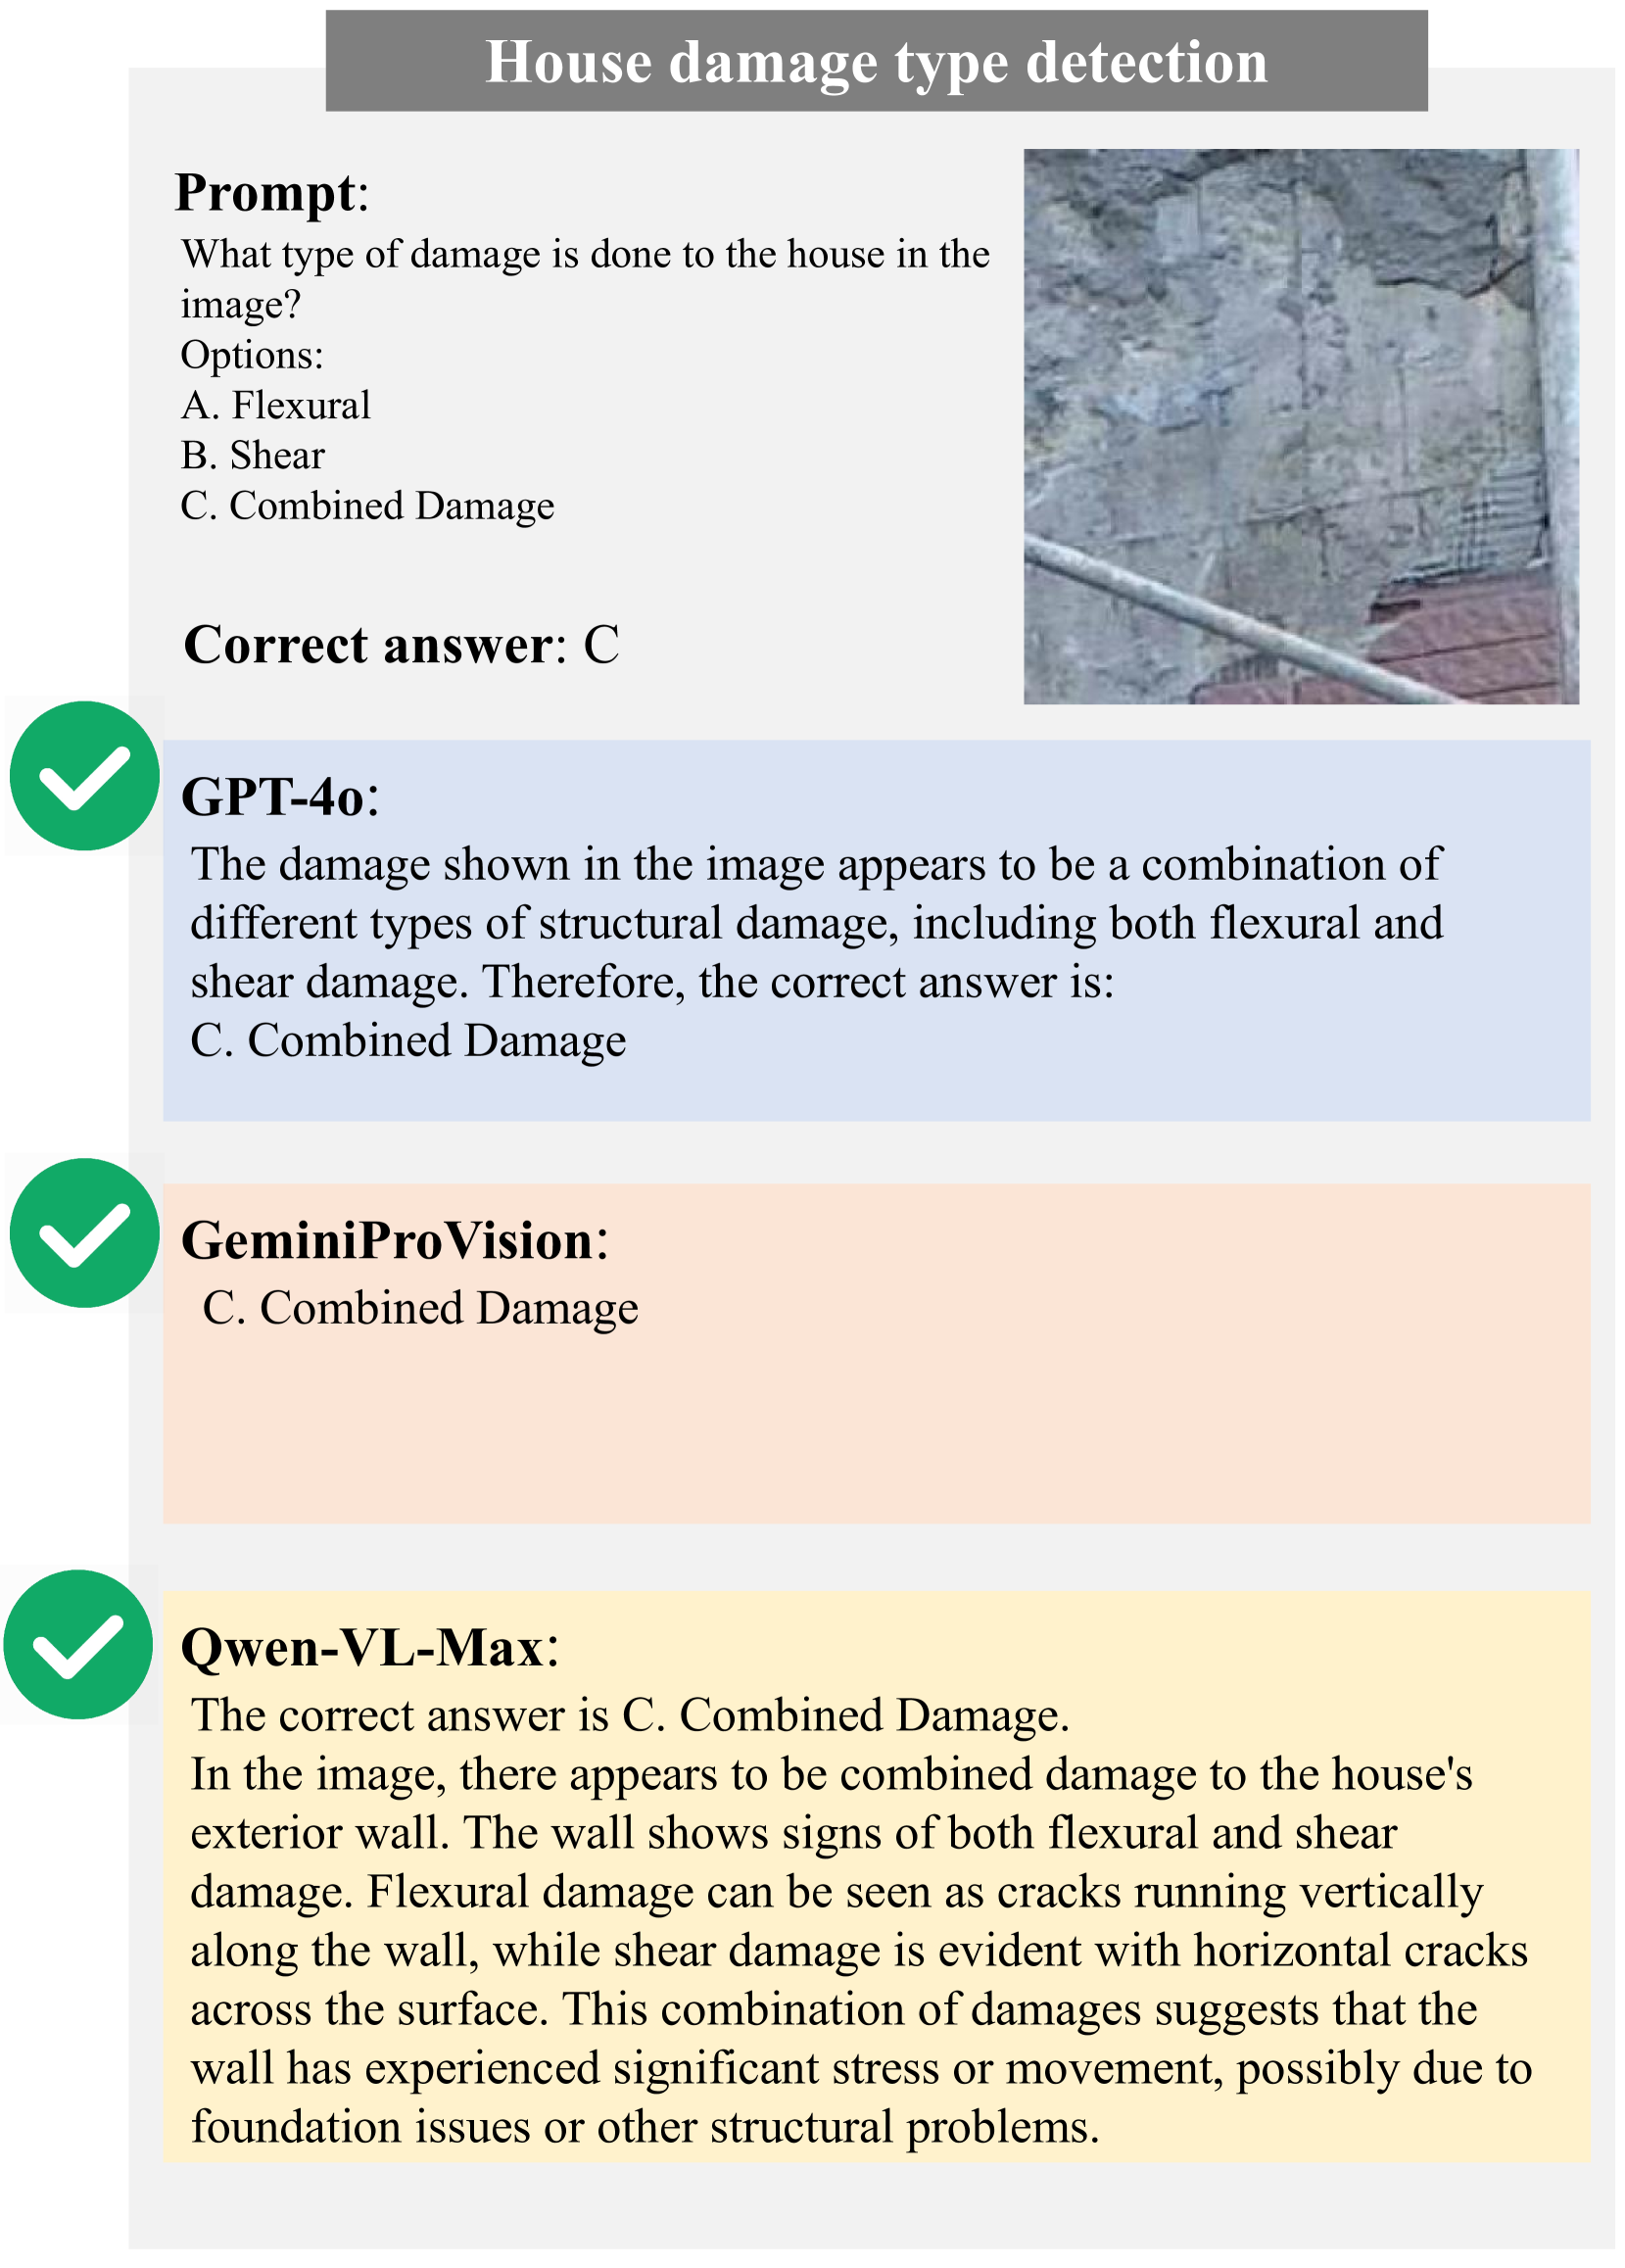 House damage type detection
Prompt:
What type of damage is done to the house in the
image?
Options:
A. Flexural
B. Shear
C. Combined Damage
Correct answer: C
GPT-4o:
The damage shown in the image appears to be a combination of
different types of structural damage, including both flexural and
shear damage. Therefore, the correct answer is:
C. Combined Damage
GeminiProVision:
C. Combined Damage
Qwen-VL-Max:
The correct answer is C. Combined Damage.
In the image, there appears to be combined damage to the house's
exterior wall. The wall shows signs of both flexural and shear
damage. Flexural damage can be seen as cracks running vertically
along the wall, while shear damage is evident with horizontal cracks
across the surface. This combination of damages suggests that the
wall has experienced significant stress or movement, possibly due to
foundation issues or other structural problems.